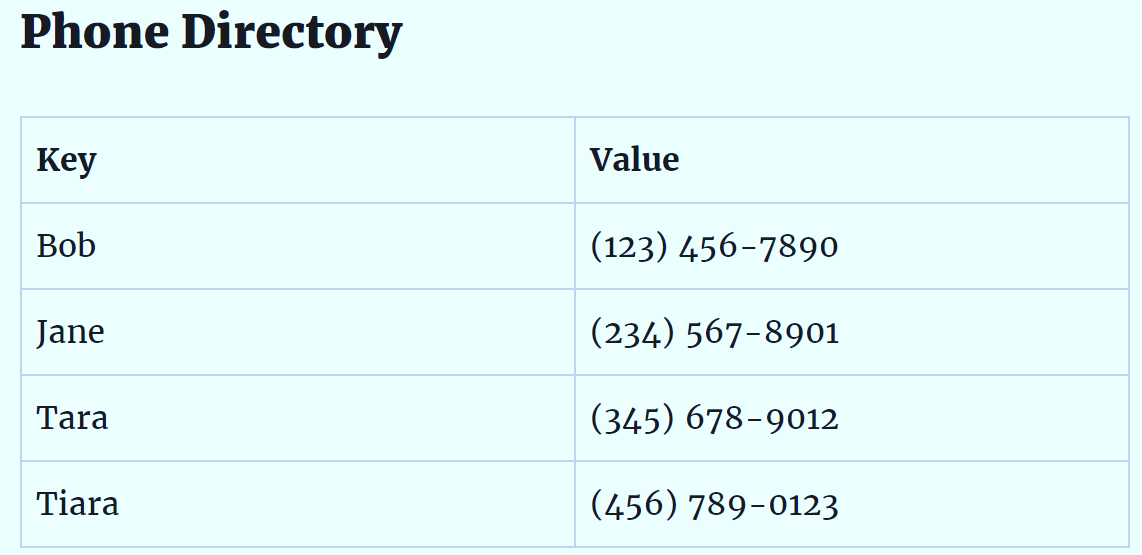 Phone Directory
Key Value
Bob (123) 456-7890
Jane (234) 567-8901
Tara (345) 678-9012
Tiara (456) 789-0123